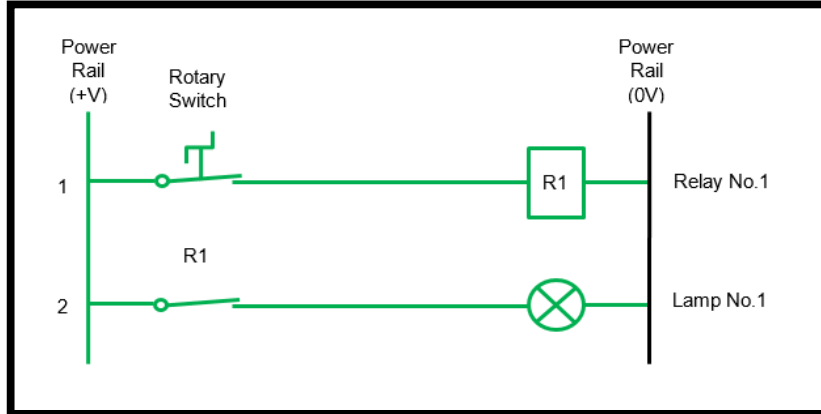 Power
Rail
(+V)
Rotary
Switch
Power
Rail
(0V)
1
R1
Relay No.1
R1
2
Lamp No.1